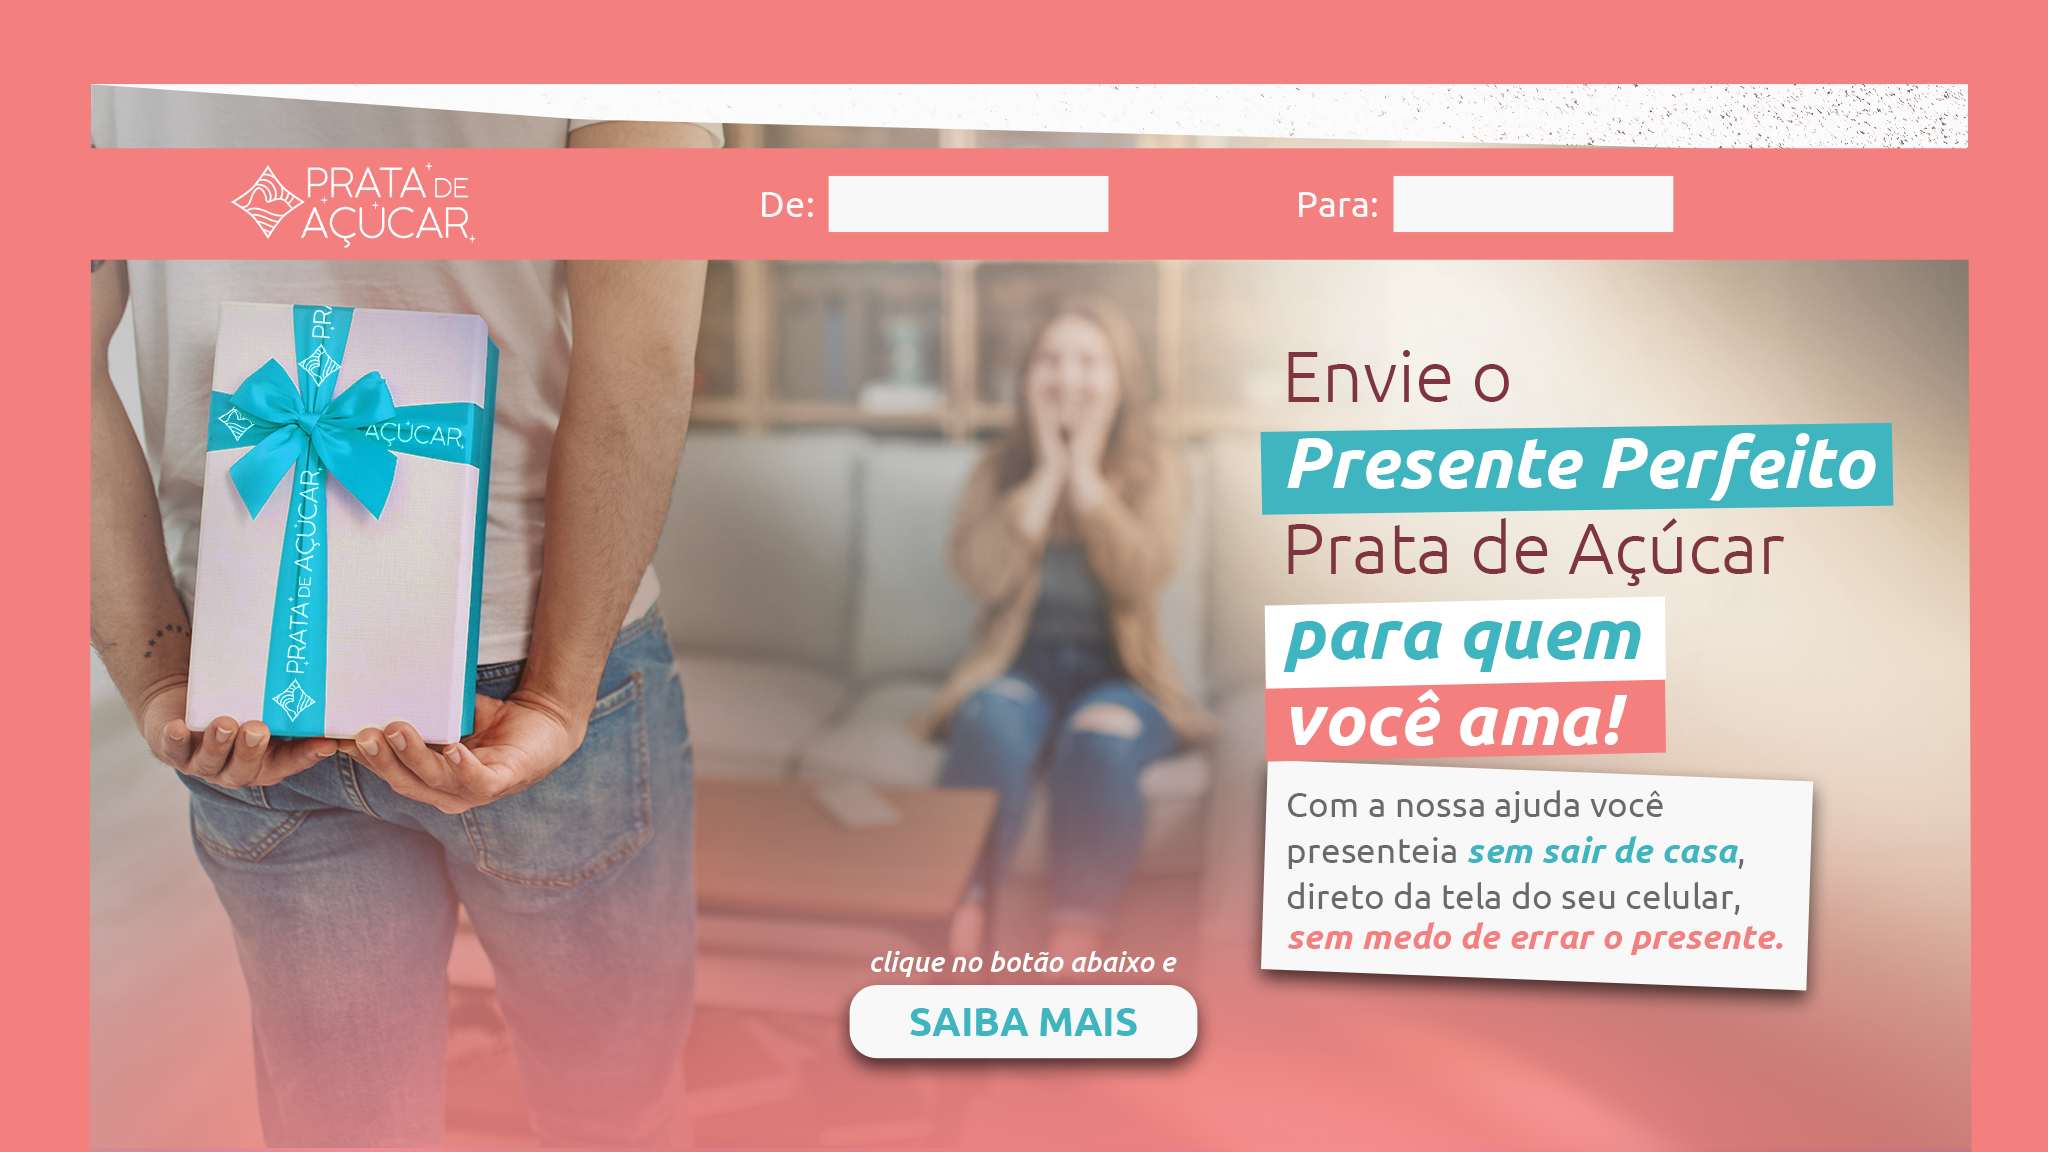 PRATA DE
AÇÚCAR
De:
Para:
PRA
AÇÚCAR
PRATA DE AÇÚCAR
Envie o
Presente Perfeito
Prata de Açúcar
para quem
você ama!
Com a nossa ajuda você
presenteia sem sair de casa,
direto da tela do seu celular,
sem medo de errar o presente.
clique no botão abaixo e
SAIBA MAIS